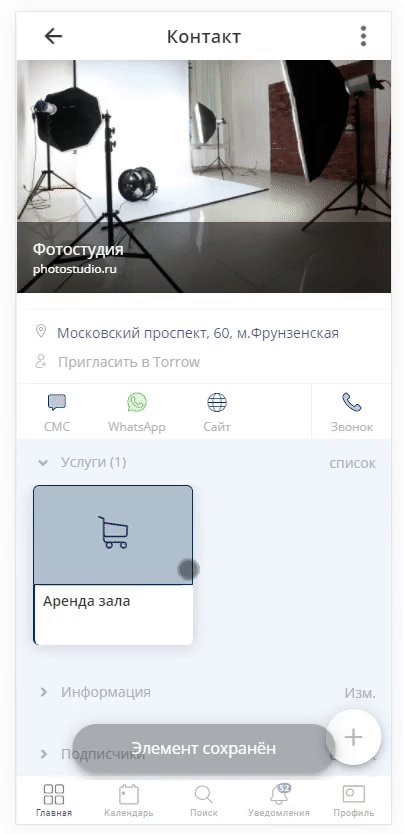 Контакт
Фотостудия
photostudio.ru
Московский проспект, 60, м.Фрунзенская
Пригласить в Torrow
СМС
WhatsApp
Сайт
Звонок
Услуги (1)
список
Аренда зала
Информация
Изм.
Элемент сохранён
Подписчики
52
Главная
Календарь
Поиск
Уведомления
Профиль